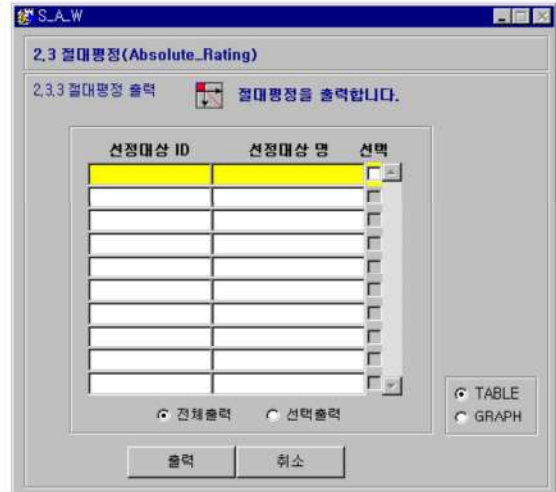 S_A_W
2.3 절대평정(Absolute_Rating)
2.3.3 절대평정 출력
절대평정을 출력합니다.
선정대상 ID 선정대상 명 선택
전체출력 선택출력
TABLE
GRAPH
출력 취소